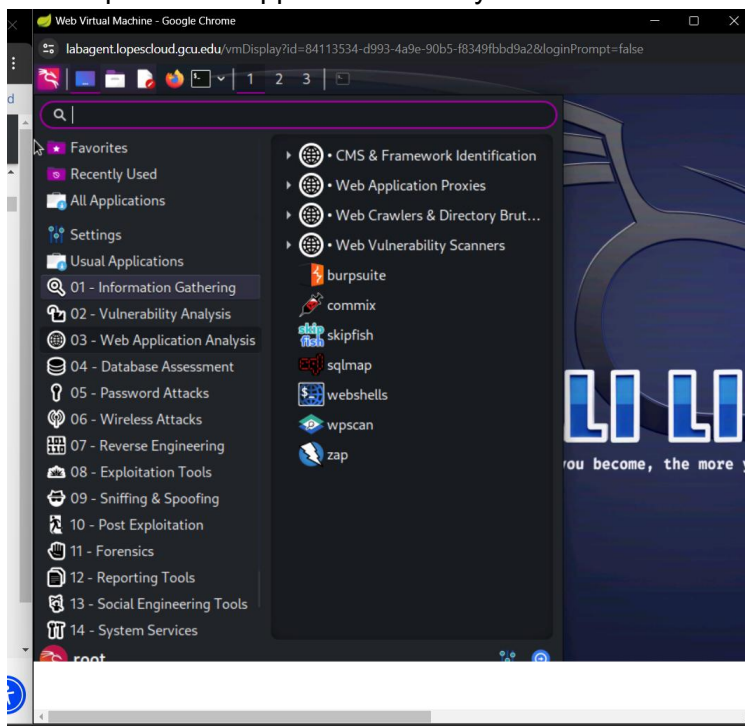 Web Virtual Machine - Google Chrome
labagent.lopescloud.gcu.edu/vmDisplay?id=84113534-d993-4a9e-90b5-f8349fbbd9a2&loginPrompt=false
1 2 3
d
Favorites
Recently Used
All Applications
Settings
Usual Applications
01 - Information Gathering
02 - Vulnerability Analysis
03 - Web Application Analysis
04 - Database Assessment
05 - Password Attacks
06 - Wireless Attacks
07 - Reverse Engineering
08 - Exploitation Tools
09 - Sniffing & Spoofing
10 - Post Exploitation
11 - Forensics
12 - Reporting Tools
13 - Social Engineering Tools
14 - System Services
root
• CMS & Framework Identification
• Web Application Proxies
• Web Crawlers & Directory Brut...
• Web Vulnerability Scanners
burpsuite
commix
skip fish skipfish
sql sqlmap
webshells
wpscan
zap
LI LI
you become, the more